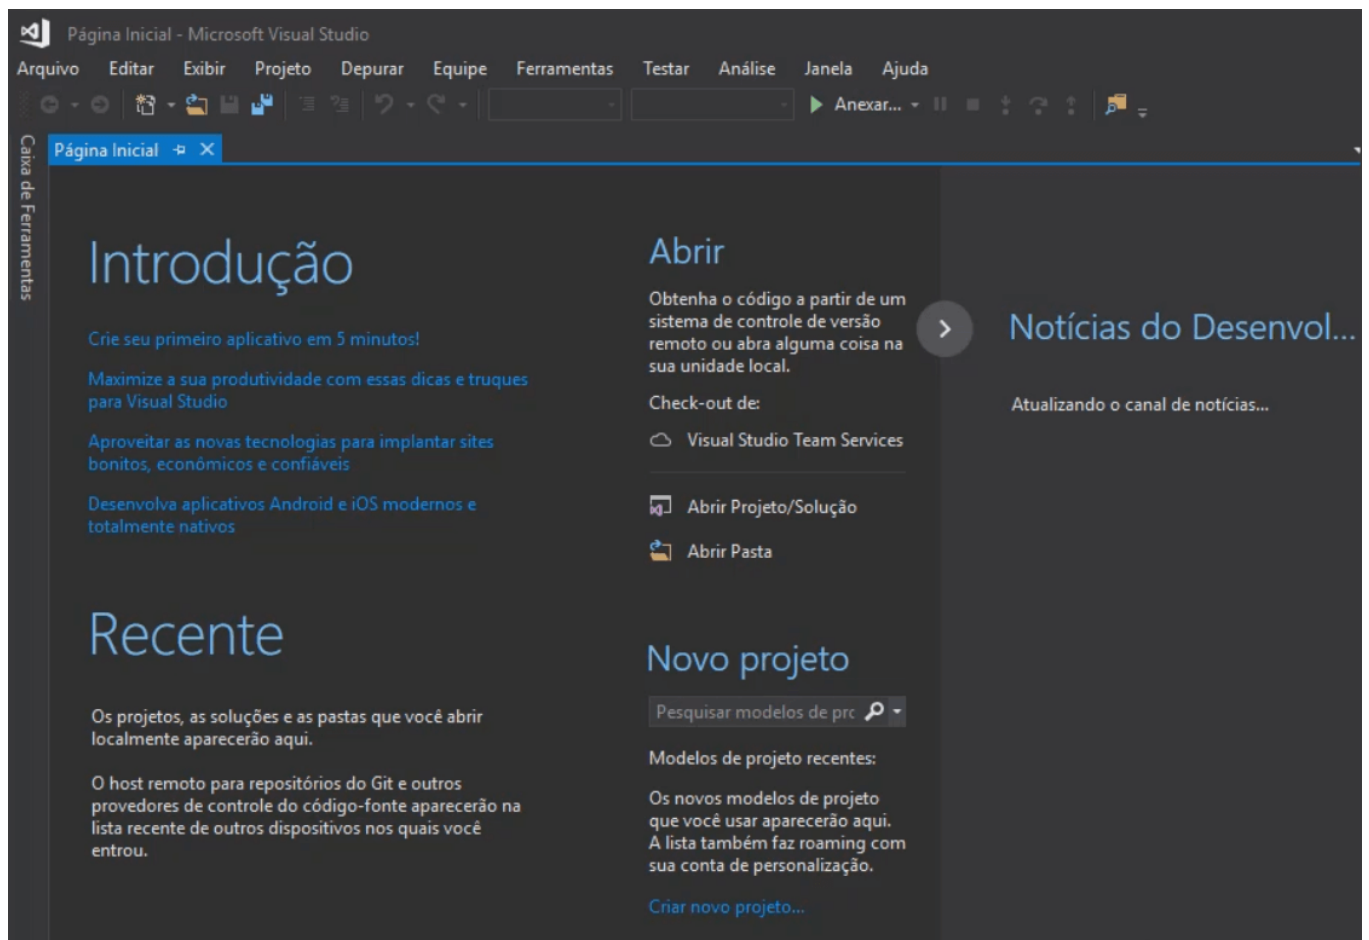 Página Inicial - Microsoft Visual Studio
Arquivo Editar Exibir Projeto Depurar Equipe Ferramentas Testar Análise Janela Ajuda
Anexar...
Caixa de Ferramentas
Página Inicial
Introdução
Crie seu primeiro aplicativo em 5 minutos!
Maximize a sua produtividade com essas dicas e truques
para Visual Studio
Aproveitar as novas tecnologias para implantar sites
bonitos, econômicos e confiáveis
Desenvolva aplicativos Android e iOS modernos e
totalmente nativos
Recente
Os projetos, as soluções e as pastas que você abrir
localmente aparecerão aqui.
O host remoto para repositórios do Git e outros
provedores de controle do código-fonte aparecerão na
lista recente de outros dispositivos nos quais você
entrou.
Abrir
Obtenha o código a partir de um
sistema de controle de versão
remoto ou abra alguma coisa na
sua unidade local.
Check-out de:
Visual Studio Team Services
Abrir Projeto/Solução
Abrir Pasta
Novo projeto
Pesquisar modelos de prc
Modelos de projeto recentes:
Os novos modelos de projeto
que você usar aparecerão aqui.
A lista também faz roaming com
sua conta de personalização.
Criar novo projeto...
Notícias do Desenvol...
Atualizando o canal de notícias...